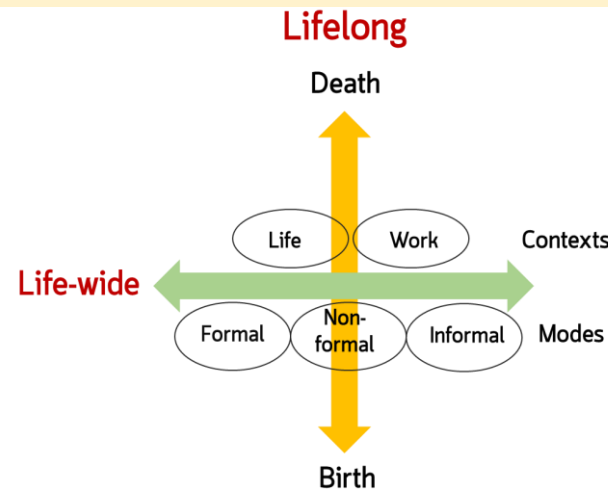 Lifelong
Death
Life
Work
Contexts
Life-wide
Formal
Non-
formal
Informal
Modes
Birth